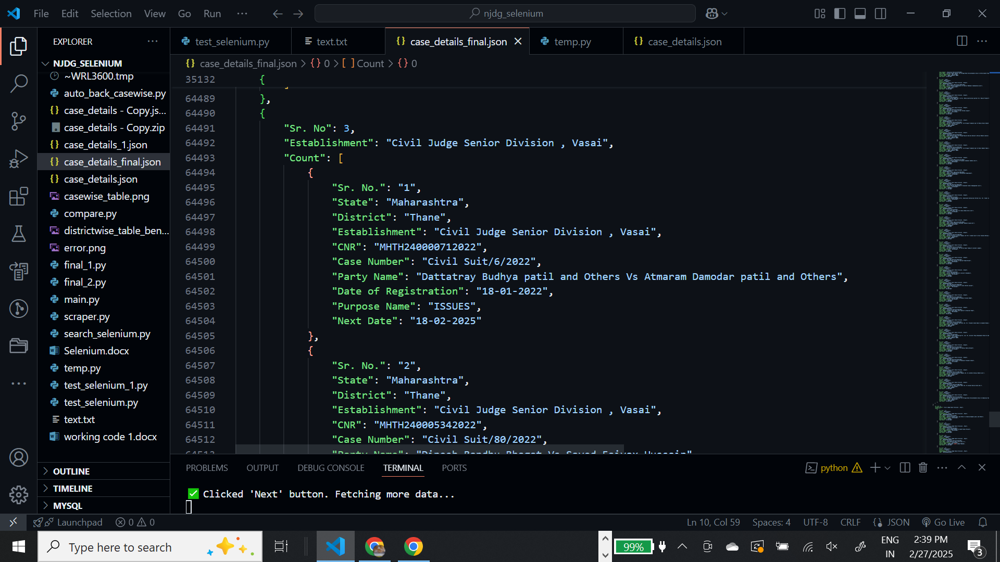 File Edit Selection View Go Run ··· njdg_selenium
EXPLORER ···
NJDG_SELENIUM
~WRL3600.tmp
auto_back_casewise.py
case_details - Copy.js...
case_details - Copy.zip
case_details_1.json
case_details_final.json
case_details.json
casewise_table.png
compare.py
districtwise_table_ben...
error.png
final_1.py
final_2.py
main.py
scraper.py
search_selenium.py
Selenium.docx
temp.py
test_selenium_1.py
test_selenium.py
text.txt
working code 1.docx
OUTLINE
TIMELINE
MYSQL
test_selenium.py text.txt case_details_final.json temp.py case_details.json
case_details_final.json > {} 0 > [ ] Count > {} 0
35132 {
64489 },
64490 {
64491 "Sr. No": 3,
64492 "Establishment": "Civil Judge Senior Division , Vasai",
64493 "Count": [
64494 {
64495 "Sr. No.": "1",
64496 "State": "Maharashtra",
64497 "District": "Thane",
64498 "Establishment": "Civil Judge Senior Division , Vasai",
64499 "CNR": "MHTH240000712022",
64500 "Case Number": "Civil Suit/6/2022",
64501 "Party Name": "Dattatray Budhya patil and Others Vs Atmaram Damodar patil and Others",
64502 "Date of Registration": "18-01-2022",
64503 "Purpose Name": "ISSUES",
64504 "Next Date": "18-02-2025"
64505 },
64506 {
64507 "Sr. No.": "2",
64508 "State": "Maharashtra",
64509 "District": "Thane",
64510 "Establishment": "Civil Judge Senior Division , Vasai",
64511 "CNR": "MHTH240005342022",
64512 "Case Number": "Civil Suit/80/2022",
PROBLEMS OUTPUT DEBUG CONSOLE TERMINAL PORTS python
✅ Clicked 'Next' button. Fetching more data...
Launchpad 0 0 Ln 10, Col 59 Spaces: 4 UTF-8 CRLF {} JSON Go Live
Type here to search 99% ENG 2:39 PM
IN 2/27/2025 3